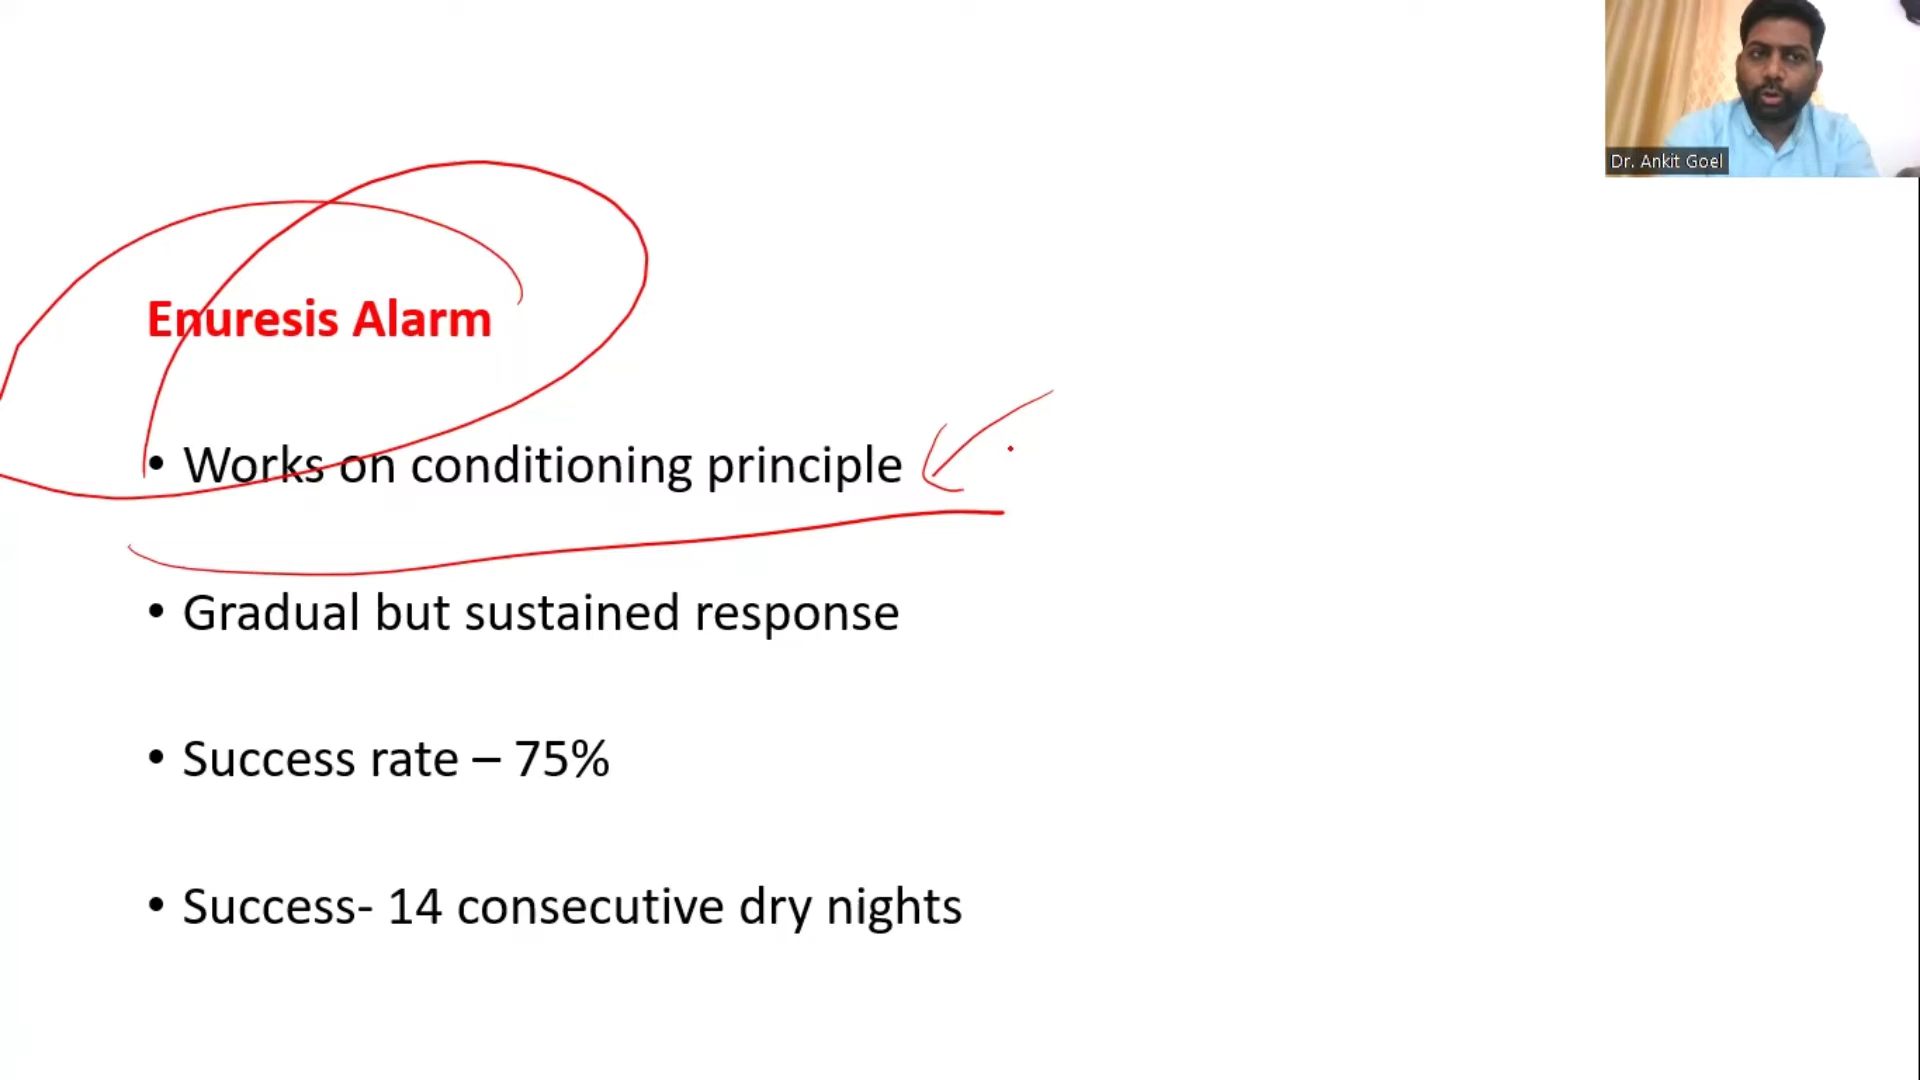 Dr. Ankit Goel
Enuresis Alarm
• Works on conditioning principle
• Gradual but sustained response
• Success rate – 75%
• Success- 14 consecutive dry nights